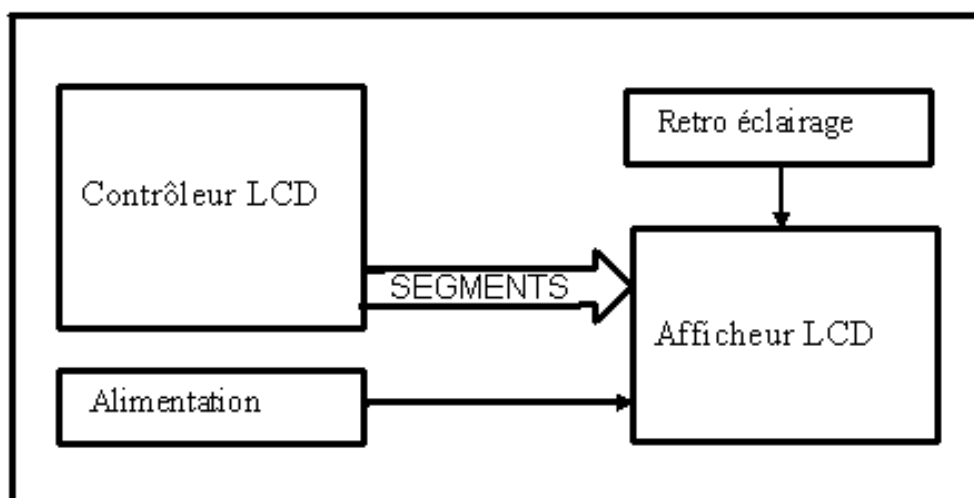 Contrôleur LCD
Retro éclairage
SEGMENTS
Afficheur LCD
Alimentation